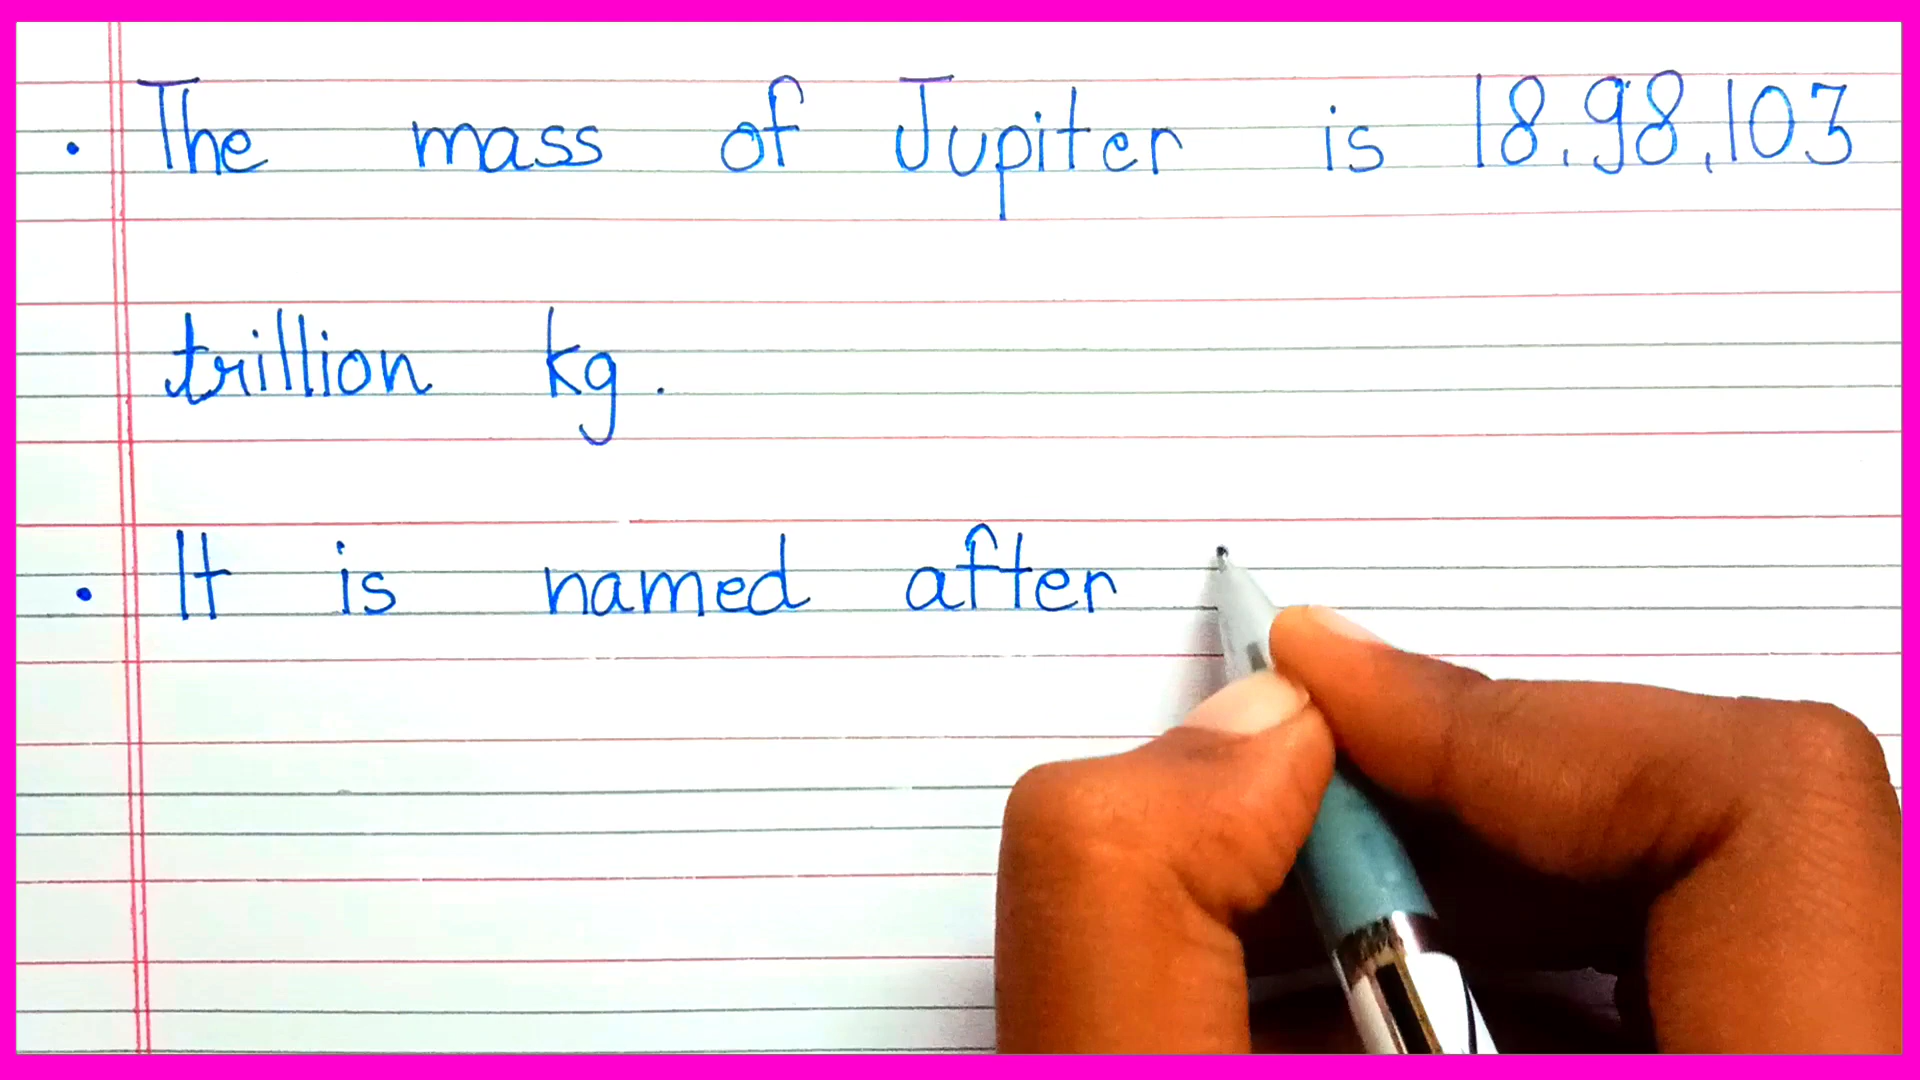 • The mass of Jupiter is 18,98,103
trillion kg.
• It is named after